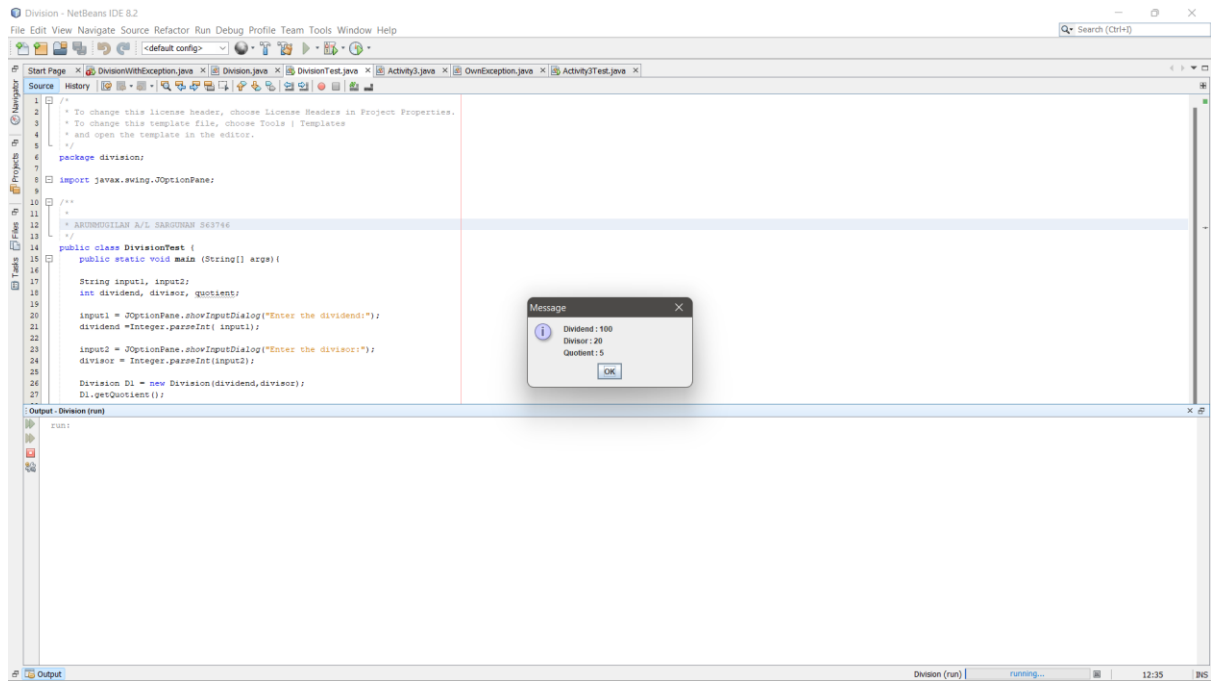 Division - NetBeans IDE 8.2
File Edit View Navigate Source Refactor Run Debug Profile Team Tools Window Help
Search (Ctrl+I)
<default config>
Start Page DivisionWithException.java Division.java DivisionTest.java Activity3.java OwnException.java Activity3Test.java
Source History
Navigator
Projects
Files
Tasks
1 /*
2 * To change this license header, choose License Headers in Project Properties.
3 * To change this template file, choose Tools | Templates
4 * and open the template in the editor.
5 */
6 package division;
7
8 import javax.swing.JOptionPane;
9
10 /**
11 *
12 * ARUNMUGILAN A/L SARGUNAN S63746
13 */
14 public class DivisionTest {
15 public static void main (String[] args){
16
17 String input1, input2;
18 int dividend, divisor, quotient;
19
20 input1 = JOptionPane.showInputDialog("Enter the dividend:");
21 dividend =Integer.parseInt( input1);
22
23 input2 = JOptionPane.showInputDialog("Enter the divisor:");
24 divisor = Integer.parseInt(input2);
25
26 Division D1 = new Division(dividend,divisor);
27 D1.getQuotient();
Message
Dividend : 100
Divisor : 20
Quotient : 5
OK
Output - Division (run)
run:
Output
Division (run) running... 12:35 INS